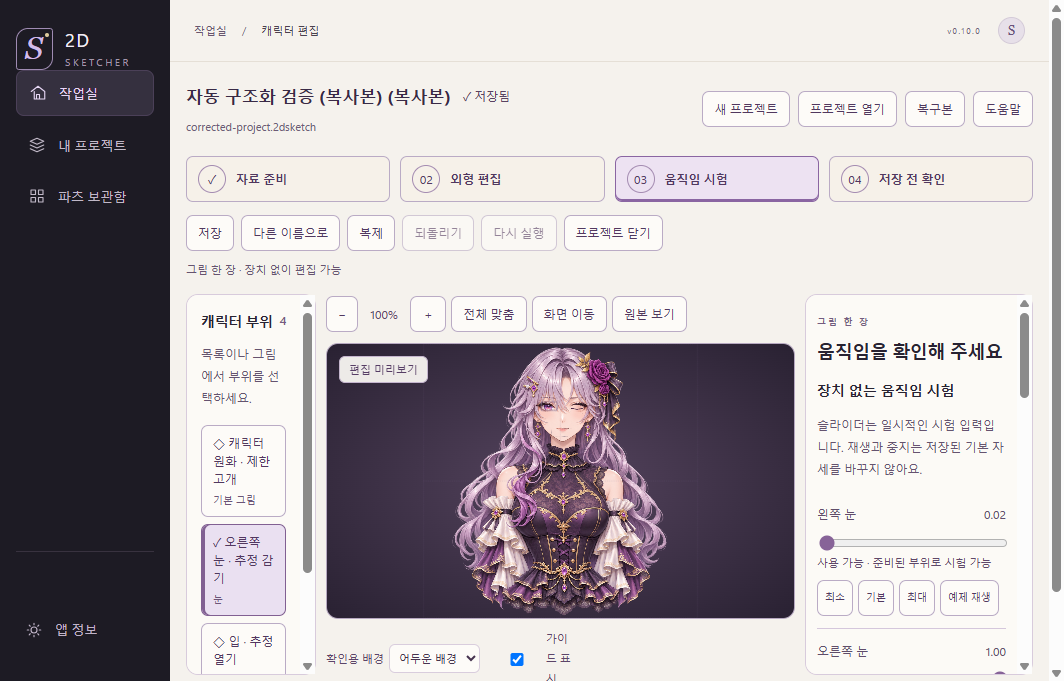 S
2D
SKETCHER
작업실
내 프로젝트
파츠 보관함
앱 정보
작업실 / 캐릭터 편집
v0.10.0
S
자동 구조화 검증 (복사본) (복사본)
✓ 저장됨
corrected-project.2dsketch
새 프로젝트
프로젝트 열기
복구본
도움말
✓ 자료 준비
02 외형 편집
03 움직임 시험
04 저장 전 확인
저장
다른 이름으로
복제
되돌리기
다시 실행
프로젝트 닫기
그림 한 장 · 장치 없이 편집 가능
캐릭터 부위 4
목록이나 그림
에서 부위를 선
택하세요.
◇ 캐릭터
원화 · 제한
고개
기본 그림
✓ 오른쪽
눈 · 추정 감
기
눈
◇ 입 · 추정
열기
−
100%
+
전체 맞춤
화면 이동
원본 보기
편집 미리보기
확인용 배경
어두운 배경
가이
드 표
시
그림 한 장
움직임을 확인해 주세요
장치 없는 움직임 시험
슬라이더는 일시적인 시험 입력입
니다. 재생과 중지는 저장된 기본 자
세를 바꾸지 않아요.
왼쪽 눈 0.02
사용 가능 · 준비된 부위로 시험 가능
최소
기본
최대
예제 재생
오른쪽 눈 1.00